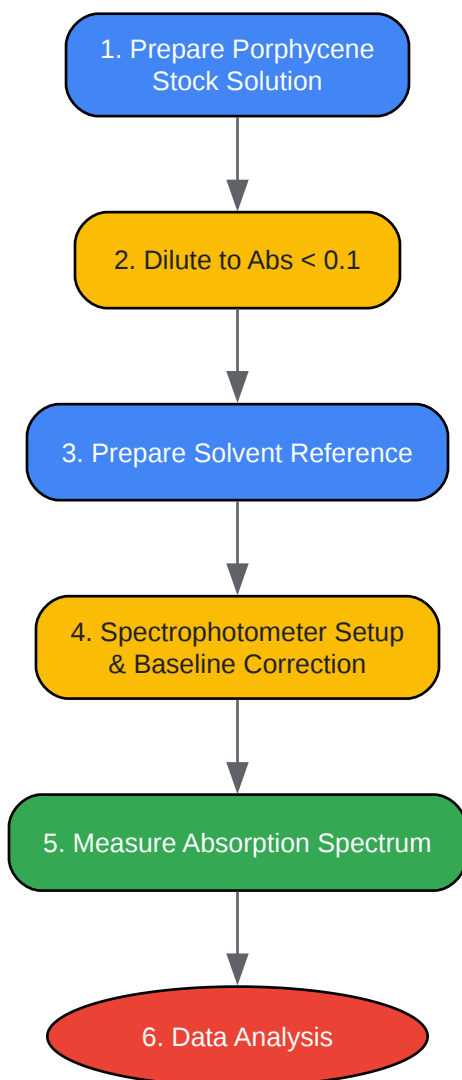 1. Prepare Porphycene
Stock Solution
2. Dilute to Abs < 0.1
3. Prepare Solvent Reference
4. Spectrophotometer Setup
& Baseline Correction
5. Measure Absorption Spectrum
6. Data Analysis